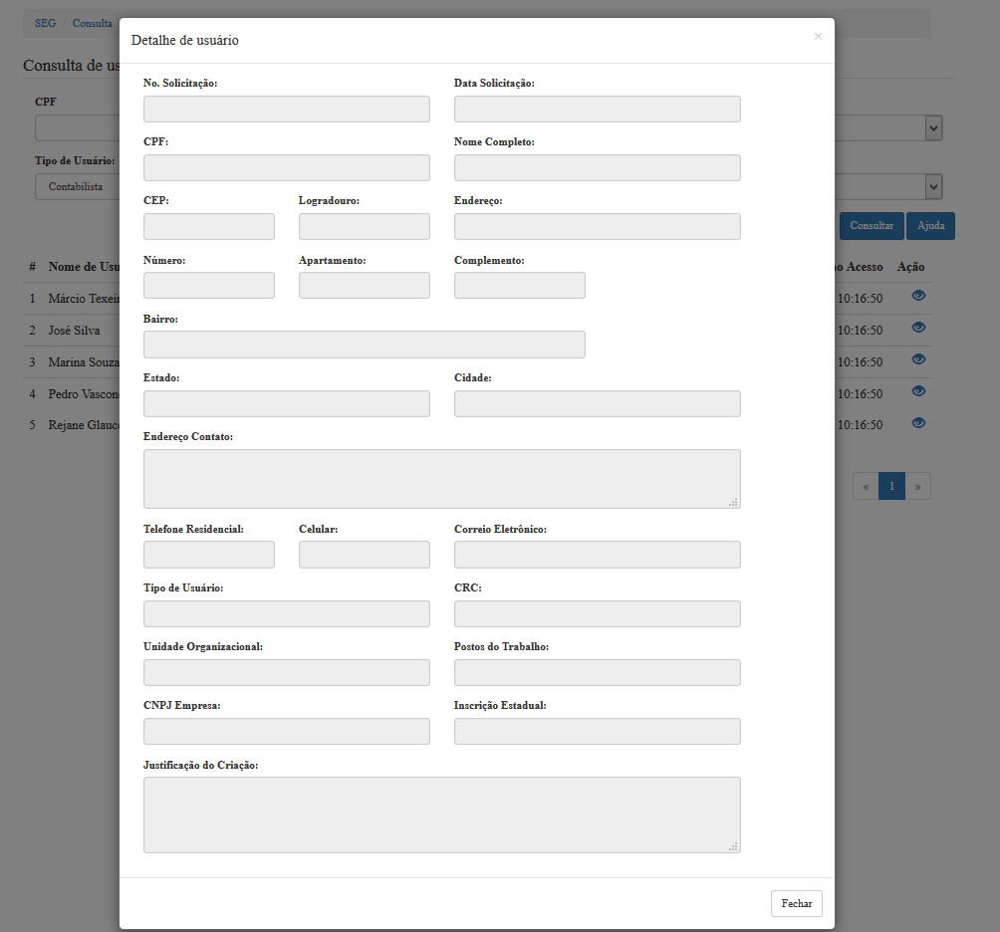 SEG / Consulta
Detalhe de usuário ×
Consulta de us
No. Solicitação: Data Solicitação:
CPF
CPF: Nome Completo:
Tipo de Usuário:
Contabilista
CEP: Logradouro: Endereço:
Consultar Ajuda
Número: Apartamento: Complemento:
# Nome de Usu o Acesso Ação
1 Márcio Texei 10:16:50
Bairro:
2 José Silva 10:16:50
3 Marina Souza 10:16:50
Estado: Cidade:
4 Pedro Vascon 10:16:50
5 Rejane Glauc 10:16:50
Endereço Contato:
« 1 »
Telefone Residencial: Celular: Correio Eletrônico:
Tipo de Usuário: CRC:
Unidade Organizacional: Postos do Trabalho:
CNPJ Empresa: Inscrição Estadual:
Justificação do Criação:
Fechar